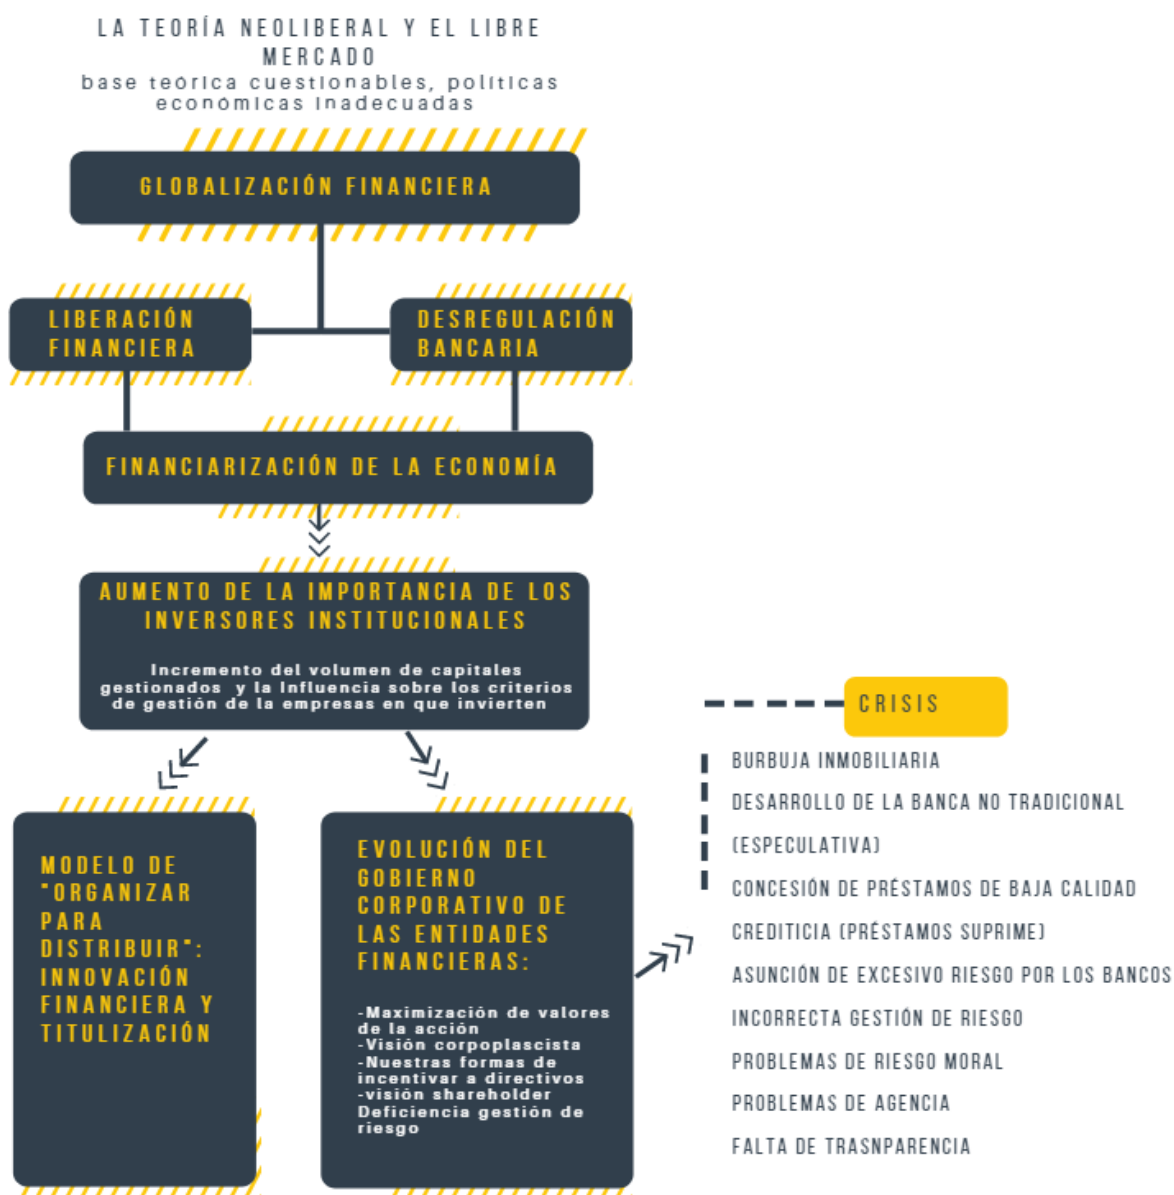 LA TEORÍA NEOLIBERAL Y EL LIBRE
MERCADO
base teórica cuestionables, políticas
económicas Inadecuadas
GLOBALIZACIÓN FINANCIERA
LIBERACIÓN
FINANCIERA
DESREGULACIÓN
BANCARIA
FINANCIARIZACIÓN DE LA ECONOMÍA
AUMENTO DE LA IMPORTANCIA DE LOS
INVERSORES INSTITUCIONALES
Incremento del volumen de capitales
gestionados y la Influencia sobre los criterios
de gestión de la empresas en que invierten
MODELO DE
"ORGANIZAR
PARA
DISTRIBUIR":
INNOVACIÓN
FINANCIERA Y
TITULIZACIÓN
EVOLUCIÓN DEL
GOBIERNO
CORPORATIVO DE
LAS ENTIDADES
FINANCIERAS:
-Maximización de valores
de la acción
-Visión corpoplascista
-Nuestras formas de
incentivar a directivos
-visión shareholder
Deficiencia gestión de
riesgo
CRISIS
BURBUJA INMOBILIARIA
DESARROLLO DE LA BANCA NO TRADICIONAL
(ESPECULATIVA)
CONCESIÓN DE PRÉSTAMOS DE BAJA CALIDAD
CREDITICIA (PRÉSTAMOS SUPRIME)
ASUNCIÓN DE EXCESIVO RIESGO POR LOS BANCOS
INCORRECTA GESTIÓN DE RIESGO
PROBLEMAS DE RIESGO MORAL
PROBLEMAS DE AGENCIA
FALTA DE TRASNPARENCIA